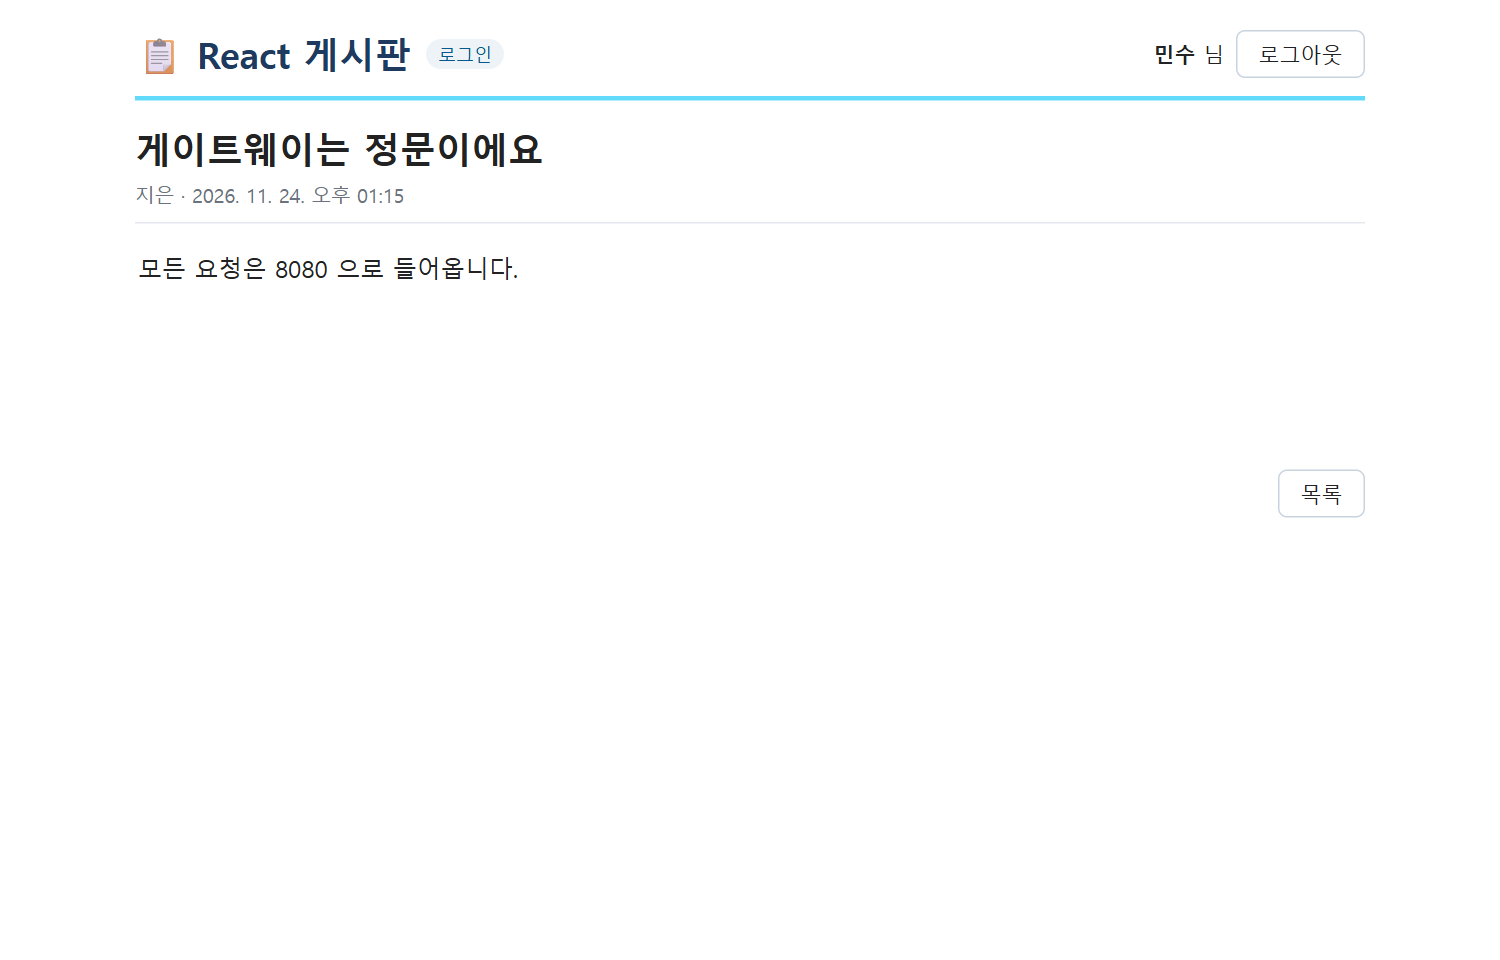 React 게시판 로그인 민수 님 로그아웃
게이트웨이는 정문이에요
지은 · 2026. 11. 24. 오후 01:15
모든 요청은 8080 으로 들어옵니다.
목록